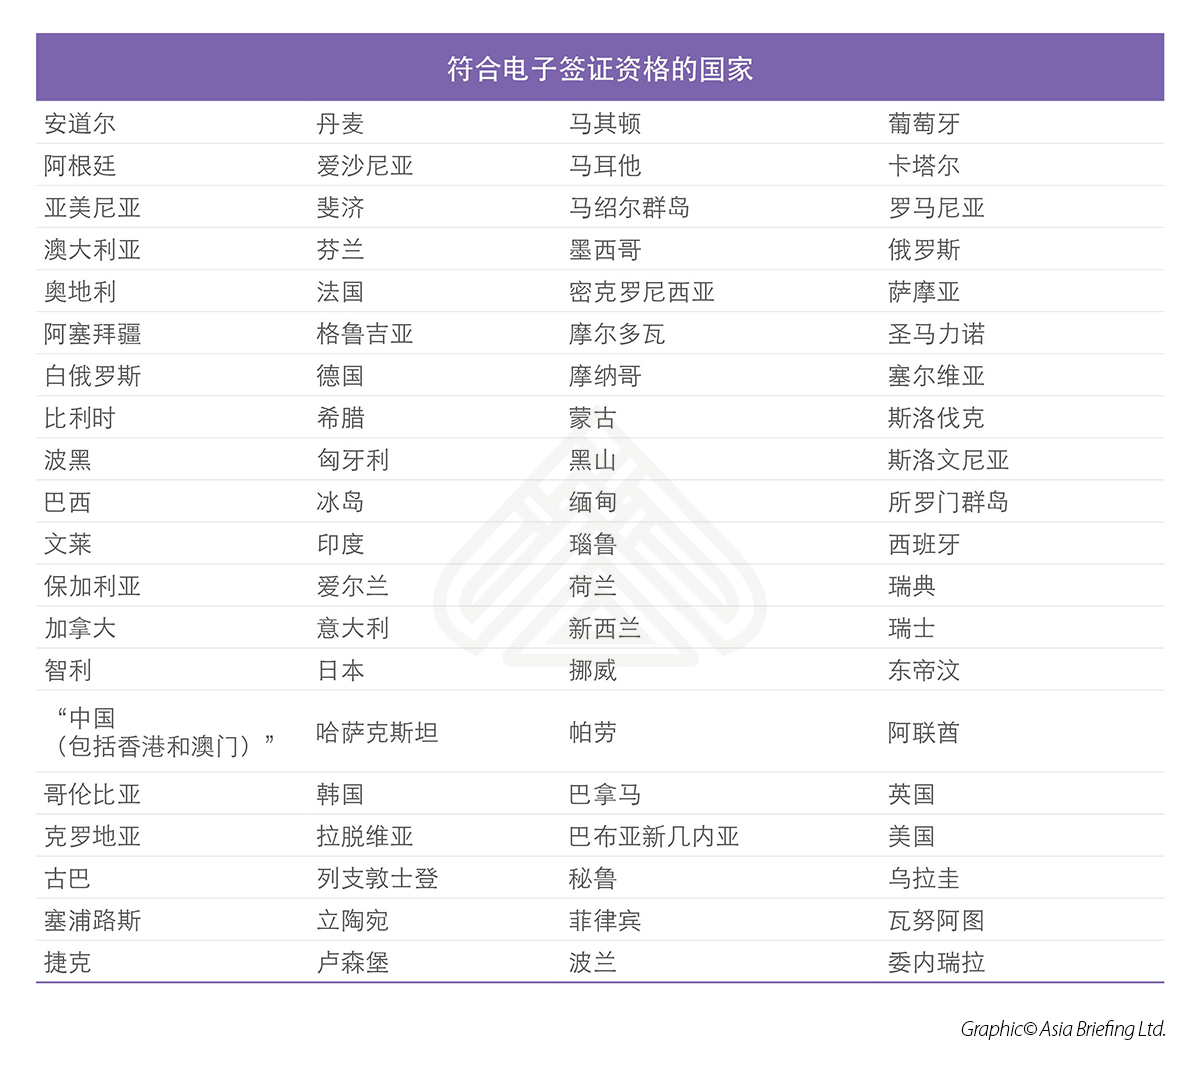 符合电子签证资格的国家
安道尔 丹麦 马其顿 葡萄牙
阿根廷 爱沙尼亚 马耳他 卡塔尔
亚美尼亚 斐济 马绍尔群岛 罗马尼亚
澳大利亚 芬兰 墨西哥 俄罗斯
奥地利 法国 密克罗尼西亚 萨摩亚
阿塞拜疆 格鲁吉亚 摩尔多瓦 圣马力诺
白俄罗斯 德国 摩纳哥 塞尔维亚
比利时 希腊 蒙古 斯洛伐克
波黑 匈牙利 黑山 斯洛文尼亚
巴西 冰岛 缅甸 所罗门群岛
文莱 印度 瑙鲁 西班牙
保加利亚 爱尔兰 荷兰 瑞典
加拿大 意大利 新西兰 瑞士
智利 日本 挪威 东帝汶
“中国
（包括香港和澳门）” 哈萨克斯坦 帕劳 阿联酋
哥伦比亚 韩国 巴拿马 英国
克罗地亚 拉脱维亚 巴布亚新几内亚 美国
古巴 列支敦士登 秘鲁 乌拉圭
塞浦路斯 立陶宛 菲律宾 瓦努阿图
捷克 卢森堡 波兰 委内瑞拉
Graphic© Asia Briefing Ltd.